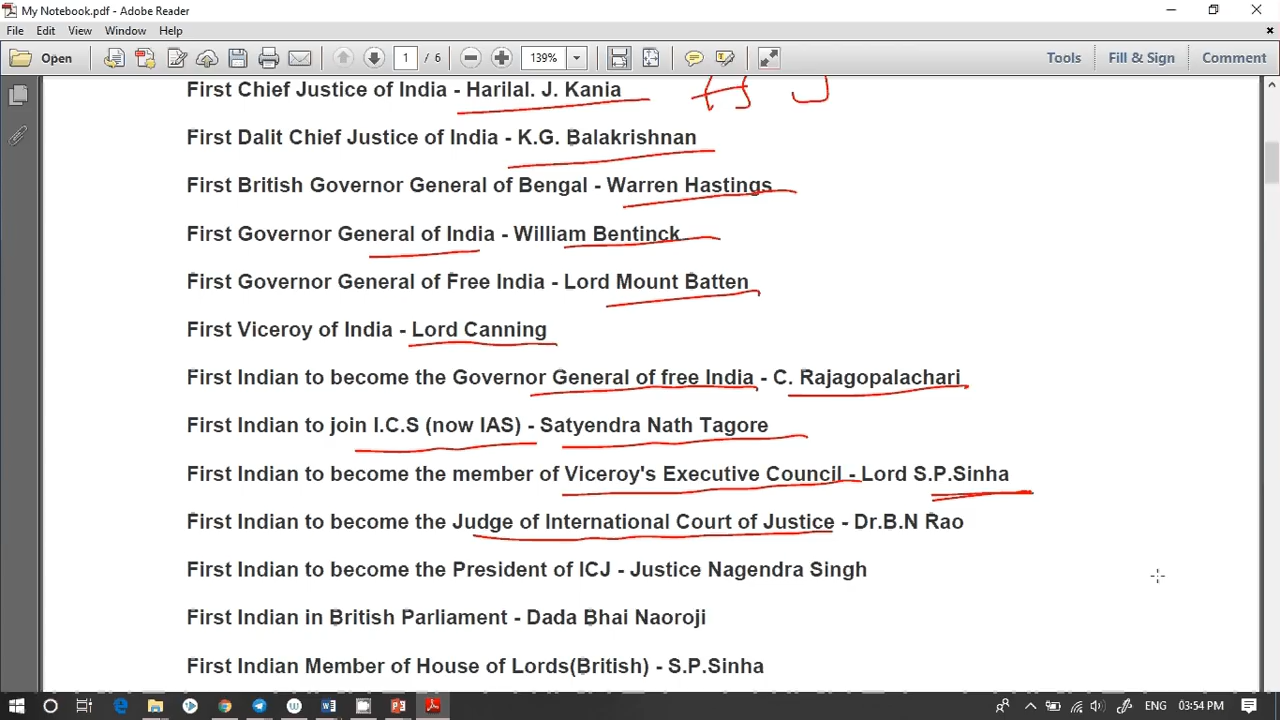 My Notebook.pdf - Adobe Reader
File Edit View Window Help
Open 1 / 6 139% Tools Fill & Sign Comment
First Chief Justice of India - Harilal. J. Kania
First Dalit Chief Justice of India - K.G. Balakrishnan
First British Governor General of Bengal - Warren Hastings
First Governor General of India - William Bentinck
First Governor General of Free India - Lord Mount Batten
First Viceroy of India - Lord Canning
First Indian to become the Governor General of free India - C. Rajagopalachari
First Indian to join I.C.S (now IAS) - Satyendra Nath Tagore
First Indian to become the member of Viceroy's Executive Council - Lord S.P.Sinha
First Indian to become the Judge of International Court of Justice - Dr.B.N Rao
First Indian to become the President of ICJ - Justice Nagendra Singh
First Indian in British Parliament - Dada Bhai Naoroji
First Indian Member of House of Lords(British) - S.P.Sinha
ENG 03:54 PM